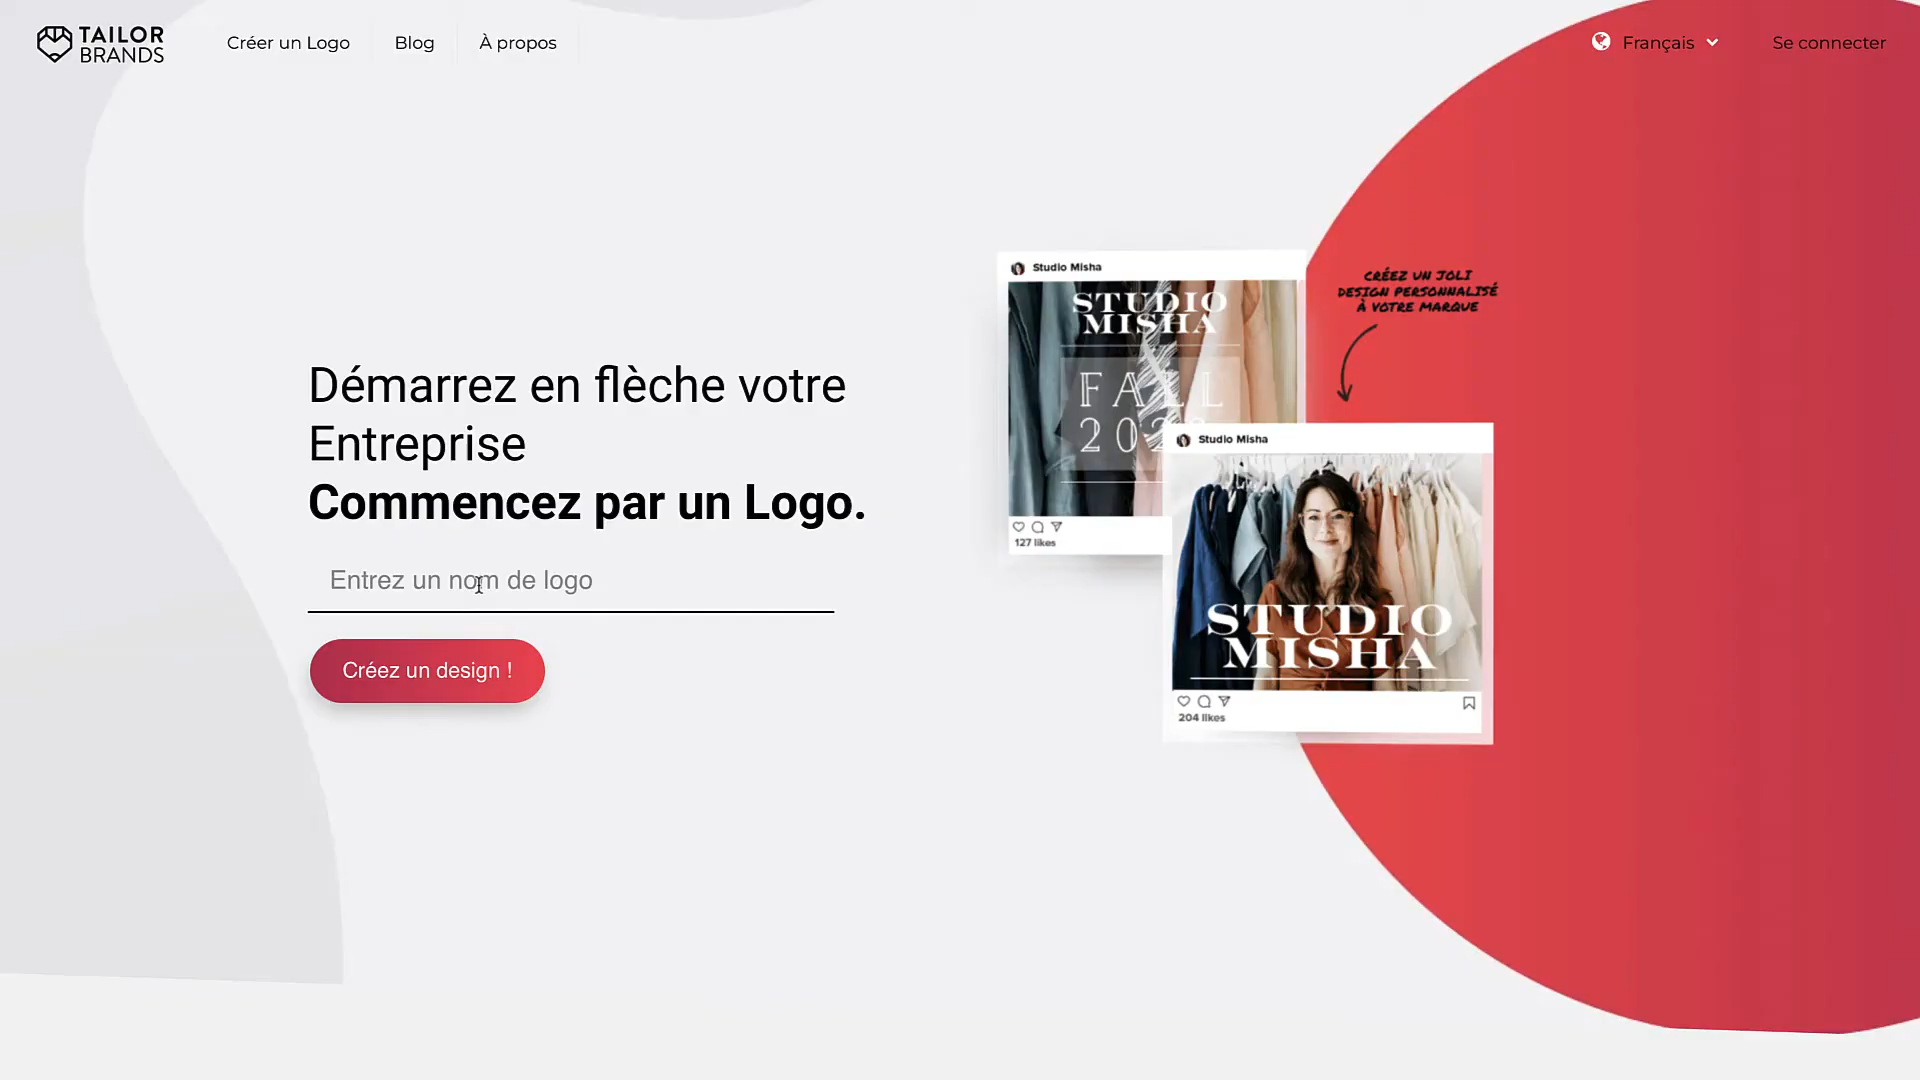 TAILOR
BRANDS
Créer un Logo
Blog
À propos
Français
Se connecter
Démarrez en flèche votre
Entreprise
Commencez par un Logo.
Entrez un nom de logo
Créez un design !
Studio Misha
STUDIO
MISHA
FALL
127 likes
CRÉEZ UN JOLI
DESIGN PERSONNALISÉ
À VOTRE MARQUE
Studio Misha
STUDIO
MISHA
204 likes